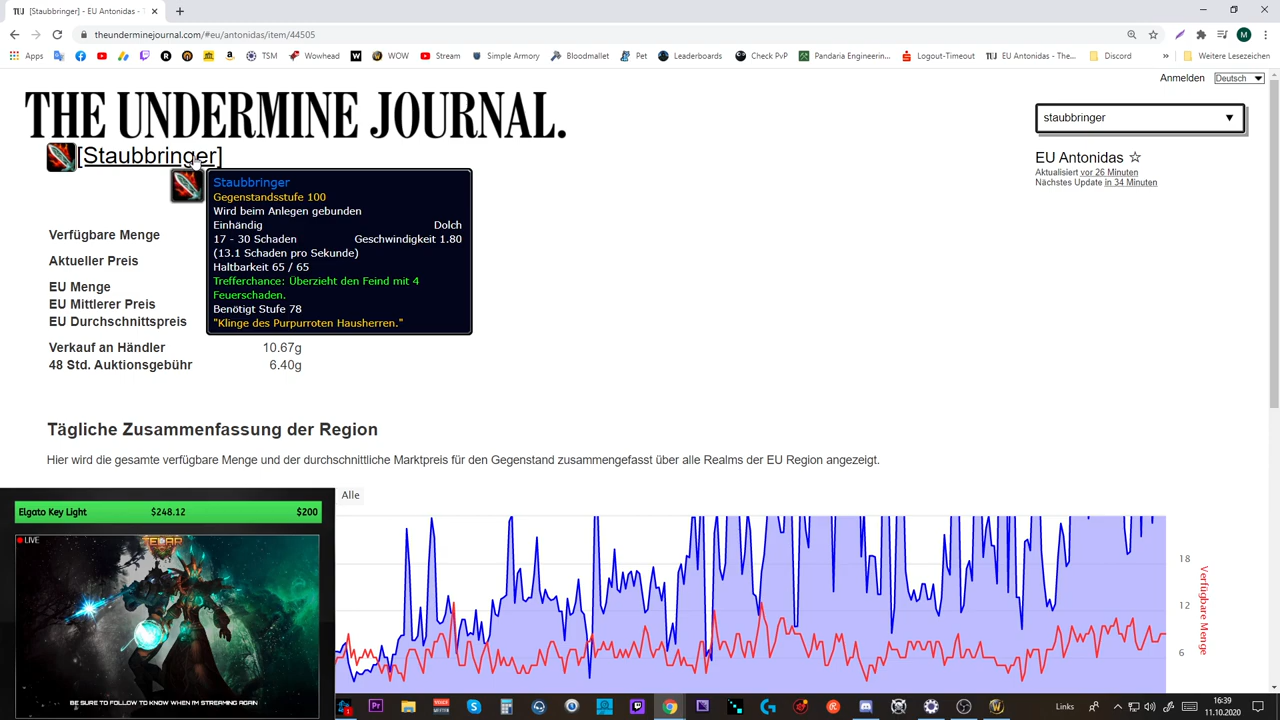 [Staubbringer] - EU Antonidas - T
theunderminejournal.com/#eu/antonidas/item/44505
M
Apps TSM Wowhead WOW Stream Simple Armory Bloodmallet Pet Leaderboards Check PvP Pandaria Engineerin... Logout-Timeout EU Antonidas - The... Discord » Weitere Lesezeichen
Anmelden Deutsch
THE UNDERMINE JOURNAL.
staubbringer
[Staubbringer]
EU Antonidas ☆
Aktualisiert vor 26 Minuten
Nächstes Update in 34 Minuten
Staubbringer
Gegenstandsstufe 100
Wird beim Anlegen gebunden
Einhändig Dolch
17 - 30 Schaden Geschwindigkeit 1.80
(13.1 Schaden pro Sekunde)
Haltbarkeit 65 / 65
Trefferchance: Überzieht den Feind mit 4
Feuerschaden.
Benötigt Stufe 78
"Klinge des Purpurroten Hausherren."
Verfügbare Menge
Aktueller Preis
EU Menge
EU Mittlerer Preis
EU Durchschnittspreis
Verkauf an Händler 10.67g
48 Std. Auktionsgebühr 6.40g
Tägliche Zusammenfassung der Region
Hier wird die gesamte verfügbare Menge und der durchschnittliche Marktpreis für den Gegenstand zusammengefasst über alle Realms der EU Region angezeigt.
Alle
Elgato Key Light $248.12 $200
LIVE
BE SURE TO FOLLOW TO KNOW WHEN I'M STREAMING AGAIN
18
12
6
Verfügbare Menge
Links
16:39
11.10.2020